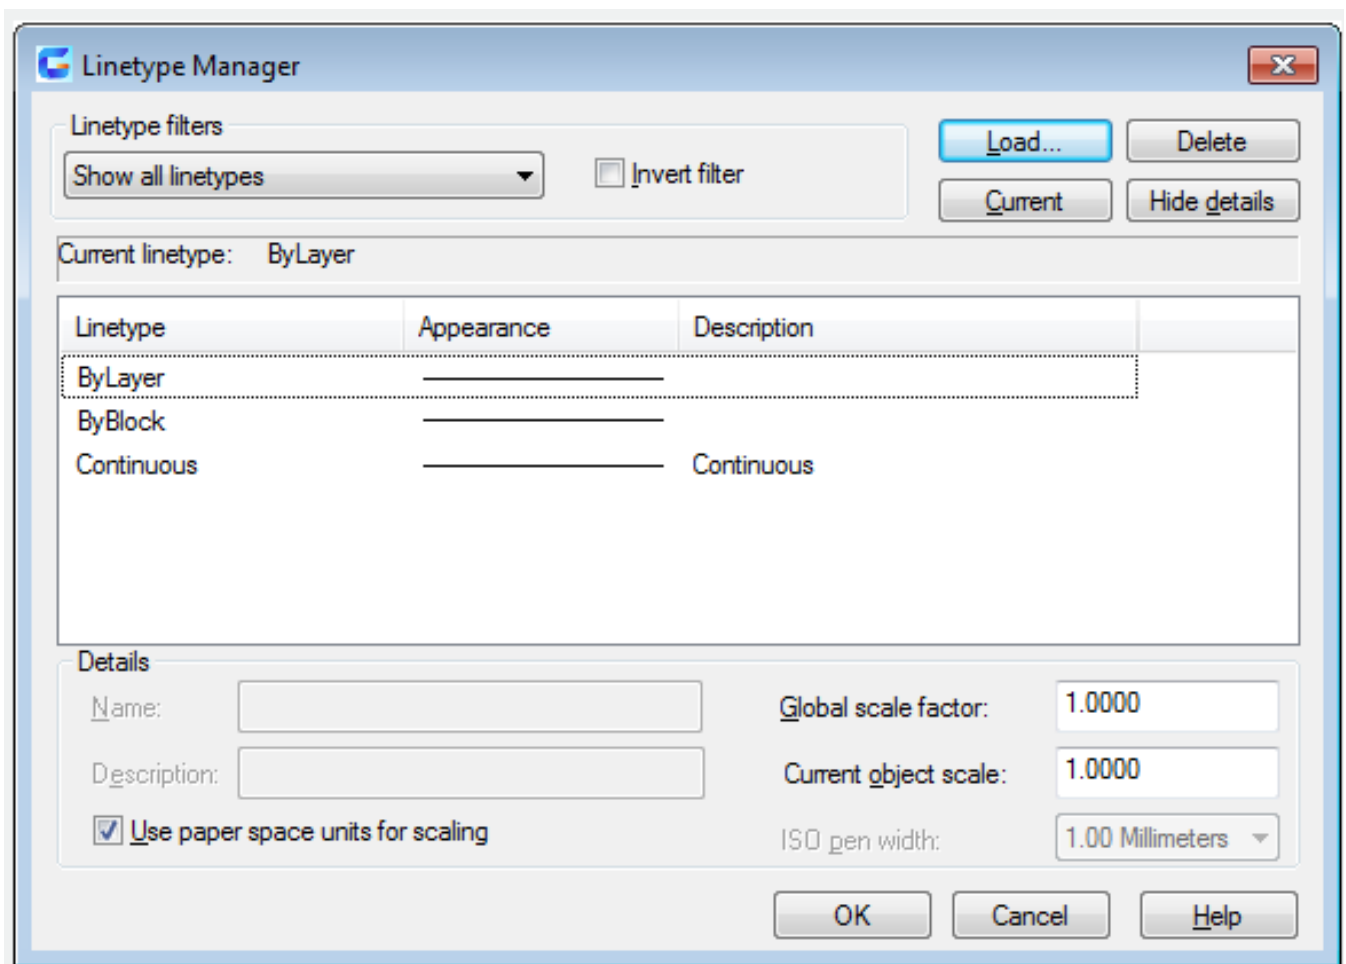 Linetype Manager
Linetype filters
Show all linetypes
Invert filter
Load...
Delete
Current
Hide details
Current linetype: ByLayer
Linetype Appearance Description
ByLayer
ByBlock
Continuous Continuous
Details
Name:
Global scale factor: 1.0000
Description:
Current object scale: 1.0000
Use paper space units for scaling
ISO pen width: 1.00 Millimeters
OK Cancel Help